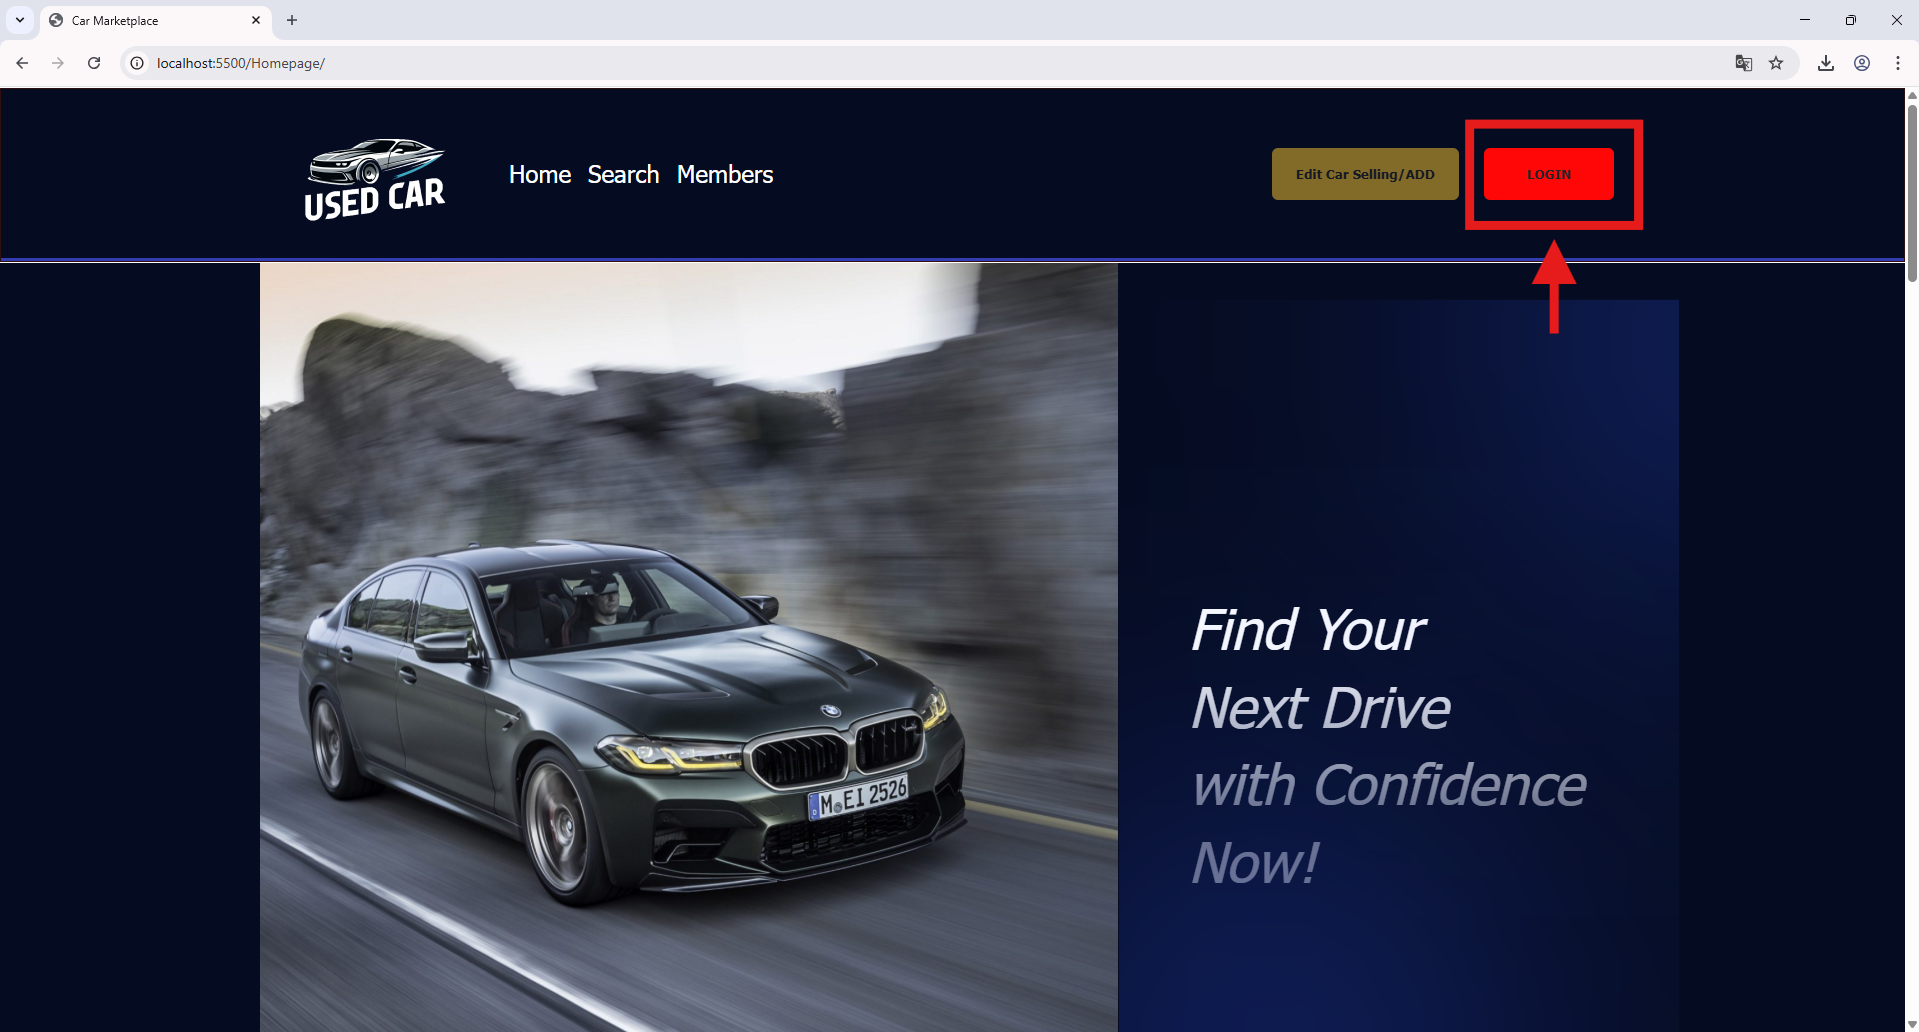 Car Marketplace
localhost:5500/Homepage/
USED CAR
Home Search Members
Edit Car Selling/ADD
LOGIN
Find Your
Next Drive
with Confidence
Now!
M EI 2526